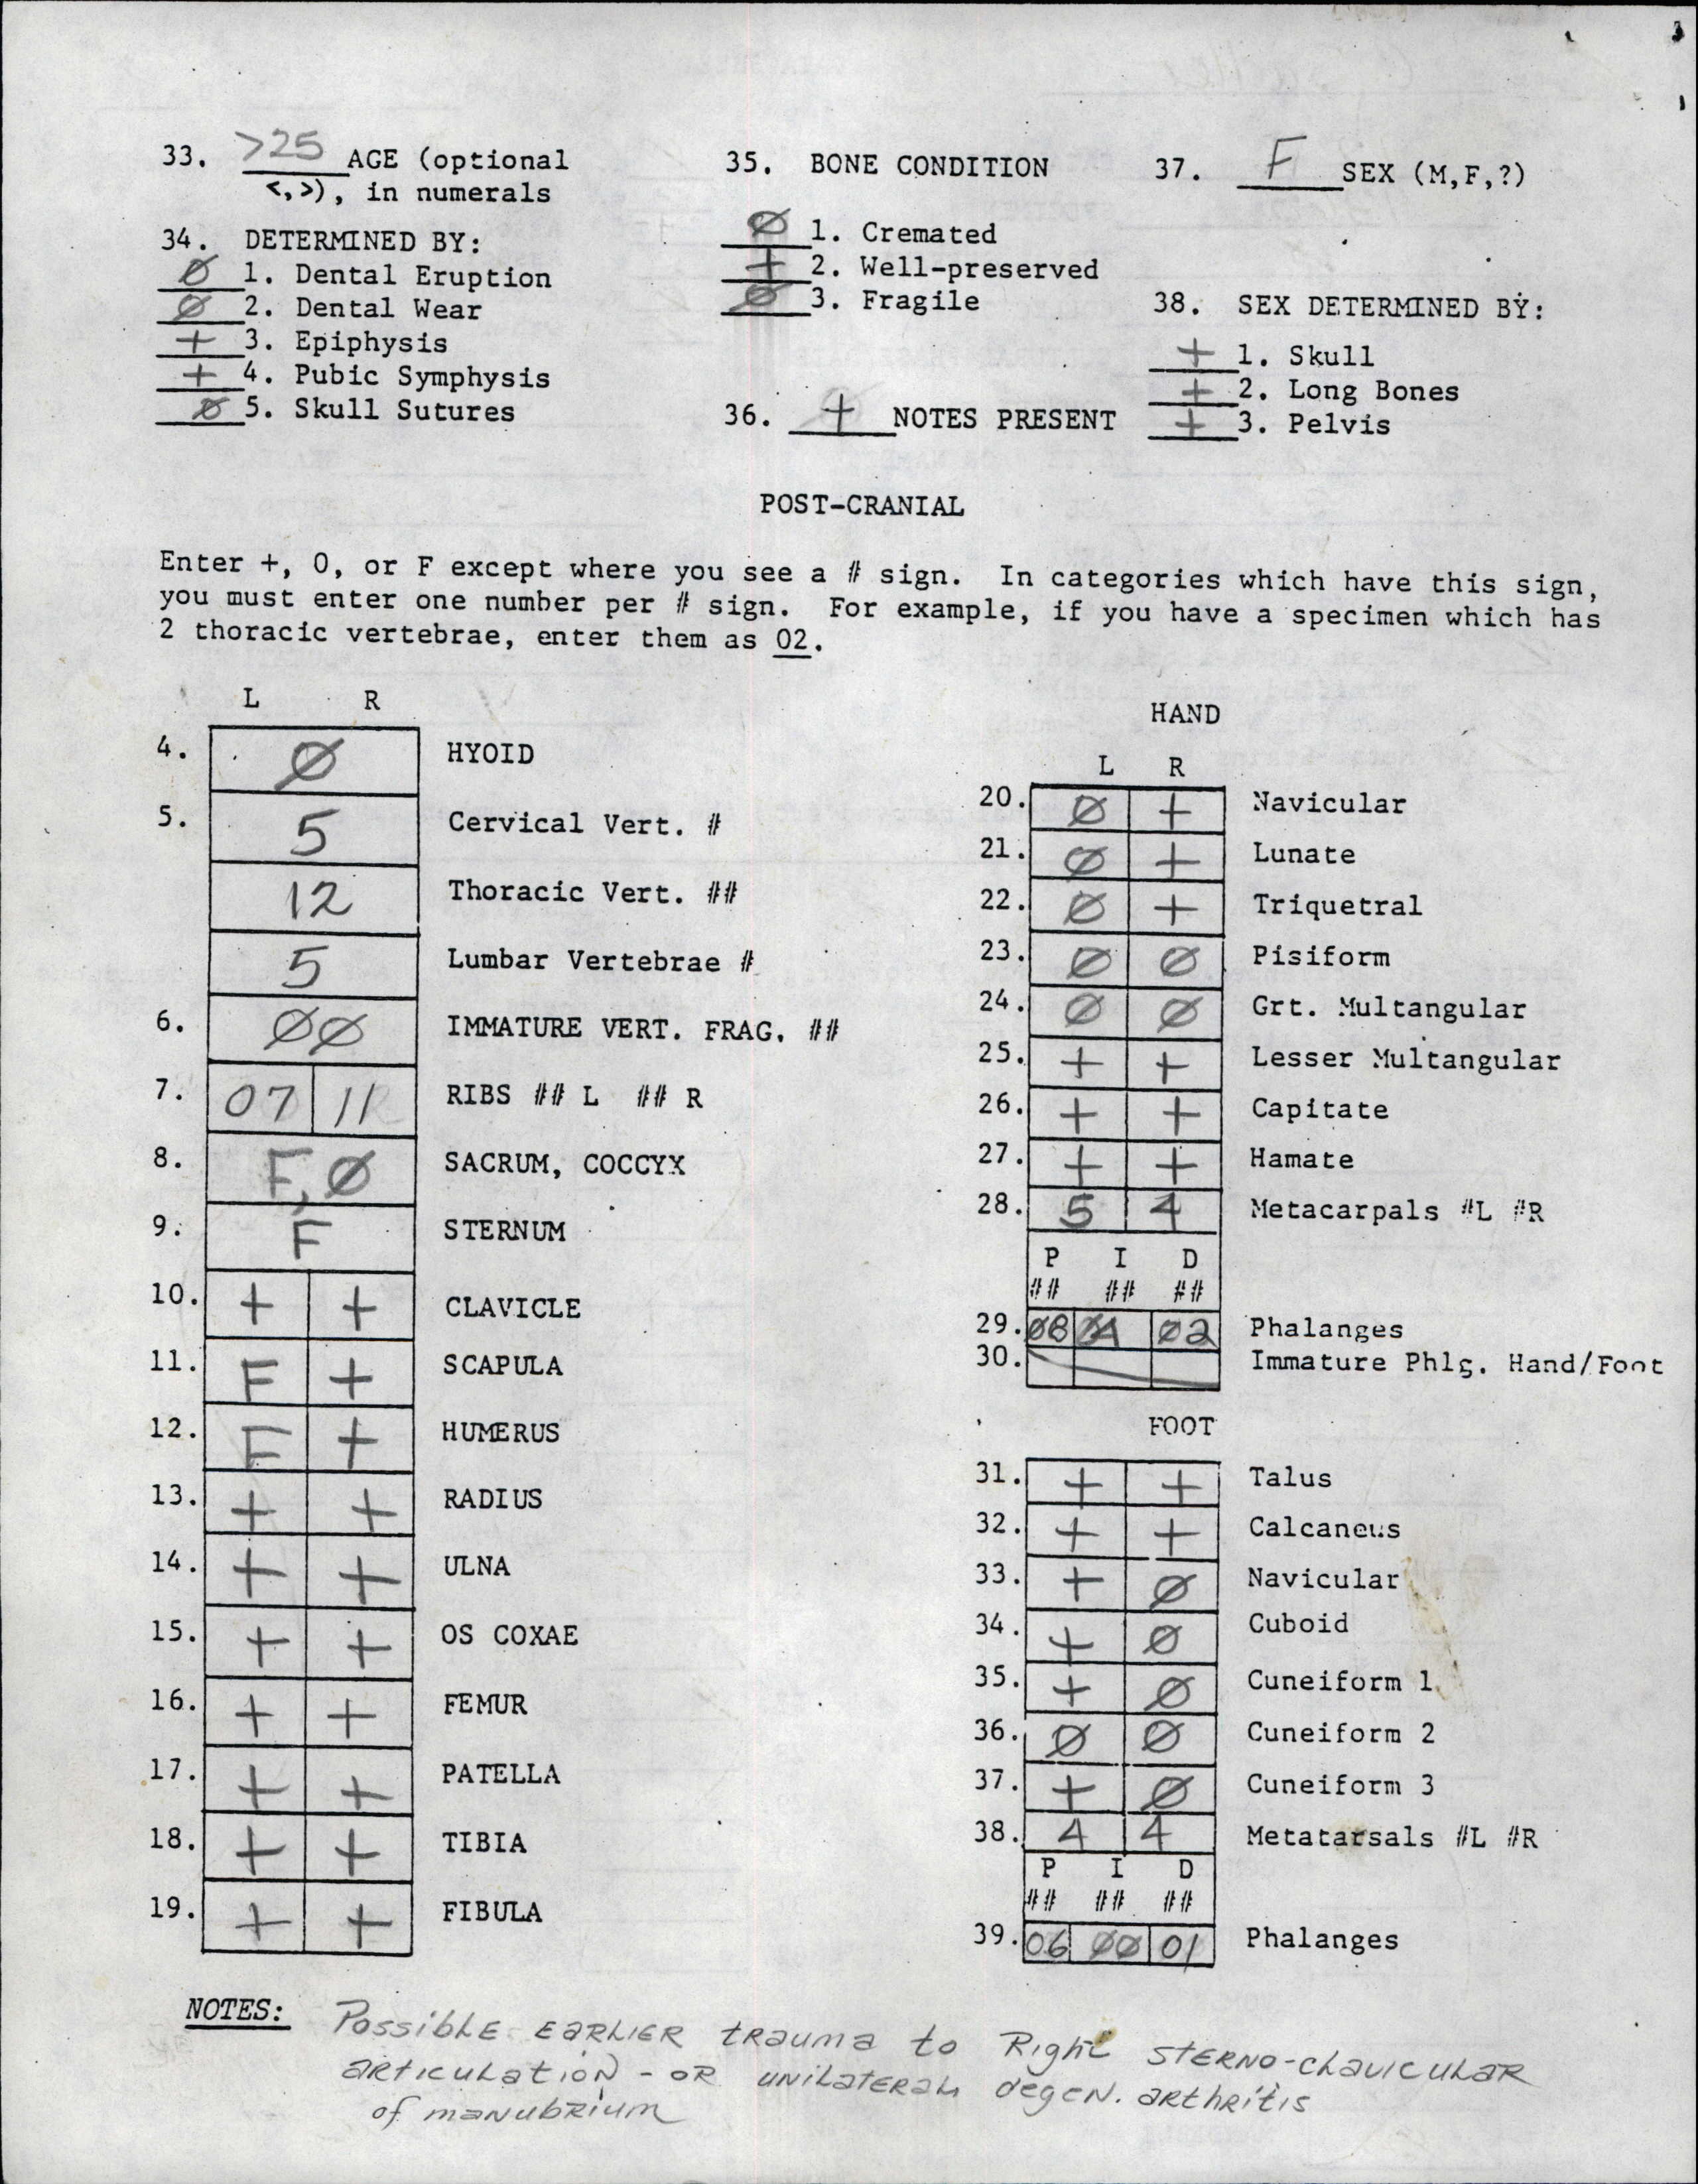 33. >25 AGE (optional
<,>), in numerals
34. DETERMINED BY:
Ø 1. Dental Eruption
Ø 2. Dental Wear
+ 3. Epiphysis
+ 4. Pubic Symphysis
Ø 5. Skull Sutures
35. BONE CONDITION
Ø 1. Cremated
+ 2. Well-preserved
Ø 3. Fragile
36. + NOTES PRESENT
37. F SEX (M,F,?)
38. SEX DETERMINED BY:
+ 1. Skull
+ 2. Long Bones
+ 3. Pelvis
POST-CRANIAL
Enter +, 0, or F except where you see a # sign. In categories which have this sign,
you must enter one number per # sign. For example, if you have a specimen which has
2 thoracic vertebrae, enter them as 02.
L R
4. Ø HYOID
5. 5 Cervical Vert. #
12 Thoracic Vert. ##
5 Lumbar Vertebrae #
6. ØØ IMMATURE VERT. FRAG. ##
7. 07 11 RIBS ## L ## R
8. F, Ø SACRUM, COCCYX
9. F STERNUM
10. + + CLAVICLE
11. F + SCAPULA
12. F + HUMERUS
13. + + RADIUS
14. + + ULNA
15. + + OS COXAE
16. + + FEMUR
17. + + PATELLA
18. + + TIBIA
19. + + FIBULA
HAND
L R
20. Ø + Navicular
21. Ø + Lunate
22. Ø + Triquetral
23. Ø Ø Pisiform
24. Ø Ø Grt. Multangular
25. + + Lesser Multangular
26. + + Capitate
27. + + Hamate
28. 5 4 Metacarpals #L #R
P I D
## ## ##
29. Ø8 Ø4 Ø2 Phalanges
30. Immature Phlg. Hand/Foot
FOOT
31. + + Talus
32. + + Calcaneus
33. + Ø Navicular
34. + Ø Cuboid
35. + Ø Cuneiform 1
36. Ø Ø Cuneiform 2
37. + Ø Cuneiform 3
38. 4 4 Metatarsals #L #R
P I D
## ## ##
39. 06 ØØ 01 Phalanges
NOTES: Possible earlier trauma to Right sterno-clavicular
articulation - or unilateral degen. arthritis
of manubrium